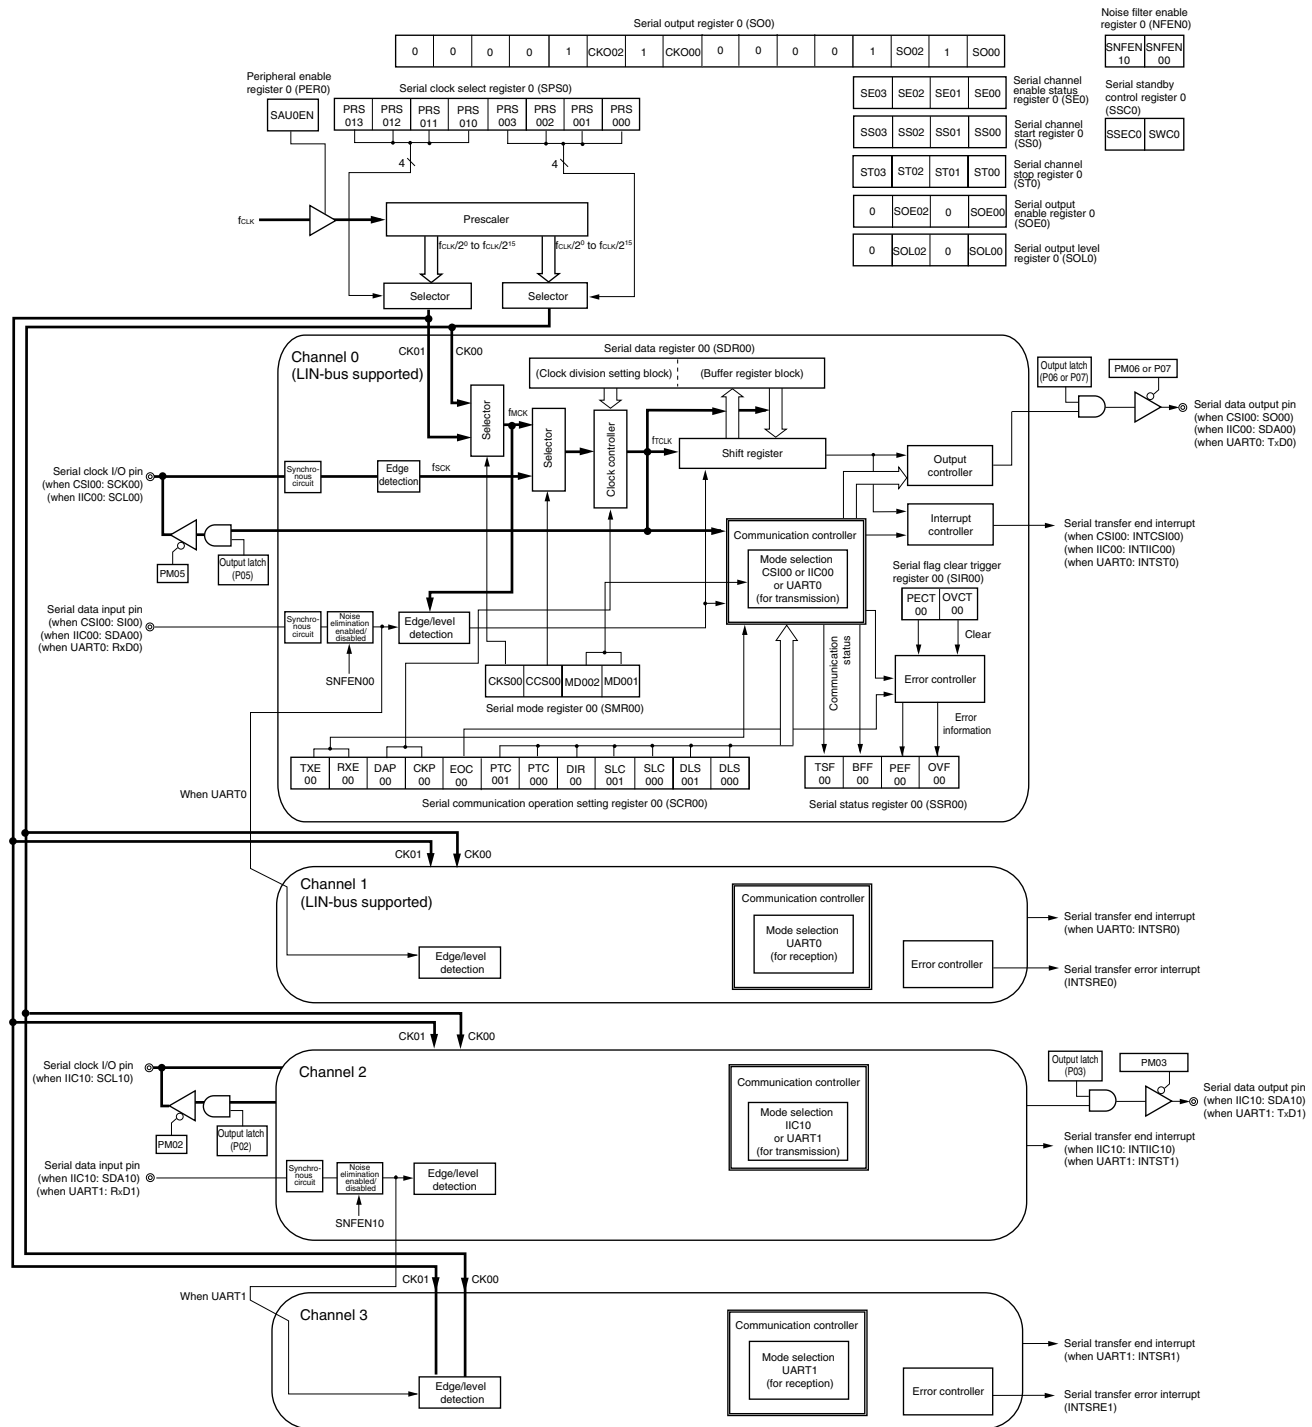 Serial output register 0 (SO0)
0 0 0 0 1 CKO02 1 CKO00 0 0 0 0 1 SO02 1 SO00
Noise filter enable
register 0 (NFEN0)
SNFEN
10
SNFEN
00
Peripheral enable
register 0 (PER0)
SAU0EN
Serial clock select register 0 (SPS0)
PRS
013
PRS
012
PRS
011
PRS
010
PRS
003
PRS
002
PRS
001
PRS
000
4
4
SE03 SE02 SE01 SE00
Serial channel
enable status
register 0 (SE0)
SS03 SS02 SS01 SS00
Serial channel
start register 0
(SS0)
ST03 ST02 ST01 ST00
Serial channel
stop register 0
(ST0)
0 SOE02 0 SOE00
Serial output
enable register 0
(SOE0)
0 SOL02 0 SOL00
Serial output level
register 0 (SOL0)
Serial standby
control register 0
(SSC0)
SSEC0 SWC0
fCLK
Prescaler
fCLK/2⁰ to fCLK/2¹⁵
fCLK/2⁰ to fCLK/2¹⁵
Selector
Selector
Channel 0
(LIN-bus supported)
CK01
CK00
Serial data register 00 (SDR00)
(Clock division setting block)
(Buffer register block)
Selector
fMCK
Selector
Clock controller
fTCLK
Shift register
Output
controller
Interrupt
controller
Output latch
(P06 or P07)
PM06 or P07
Serial data output pin
(when CSI00: SO00)
(when IIC00: SDA00)
(when UART0: TxD0)
Serial clock I/O pin
(when CSI00: SCK00)
(when IIC00: SCL00)
Synchro-
nous
circuit
Edge
detection
fSCK
PM05
Output latch
(P05)
Communication controller
Mode selection
CSI00 or IIC00
or UART0
(for transmission)
Serial transfer end interrupt
(when CSI00: INTCSI00)
(when IIC00: INTIIC00)
(when UART0: INTST0)
Serial flag clear trigger
register 00 (SIR00)
PECT
00
OVCT
00
Clear
Serial data input pin
(when CSI00: SI00)
(when IIC00: SDA00)
(when UART0: RxD0)
Synchro-
nous
circuit
Noise
elimination
enabled/
disabled
Edge/level
detection
SNFEN00
CKS00 CCS00 MD002 MD001
Serial mode register 00 (SMR00)
Communication
status
Error controller
Error
information
TXE
00
RXE
00
DAP
00
CKP
00
EOC
00
PTC
001
PTC
000
DIR
00
SLC
001
SLC
000
DLS
001
DLS
000
Serial communication operation setting register 00 (SCR00)
TSF
00
BFF
00
PEF
00
OVF
00
Serial status register 00 (SSR00)
When UART0
CK01
CK00
Channel 1
(LIN-bus supported)
Communication controller
Mode selection
UART0
(for reception)
Edge/level
detection
Error controller
Serial transfer end interrupt
(when UART0: INTSR0)
Serial transfer error interrupt
(INTSRE0)
CK01
CK00
Channel 2
Serial clock I/O pin
(when IIC10: SCL10)
PM02
Output latch
(P02)
Communication controller
Mode selection
IIC10
or UART1
(for transmission)
Output latch
(P03)
PM03
Serial data output pin
(when IIC10: SDA10)
(when UART1: TxD1)
Serial transfer end interrupt
(when IIC10: INTIIC10)
(when UART1: INTST1)
Serial data input pin
(when IIC10: SDA10)
(when UART1: RxD1)
Synchro-
nous
circuit
Noise
elimination
enabled/
disabled
Edge/level
detection
SNFEN10
CK01
CK00
When UART1
Channel 3
Communication controller
Mode selection
UART1
(for reception)
Edge/level
detection
Error controller
Serial transfer end interrupt
(when UART1: INTSR1)
Serial transfer error interrupt
(INTSRE1)